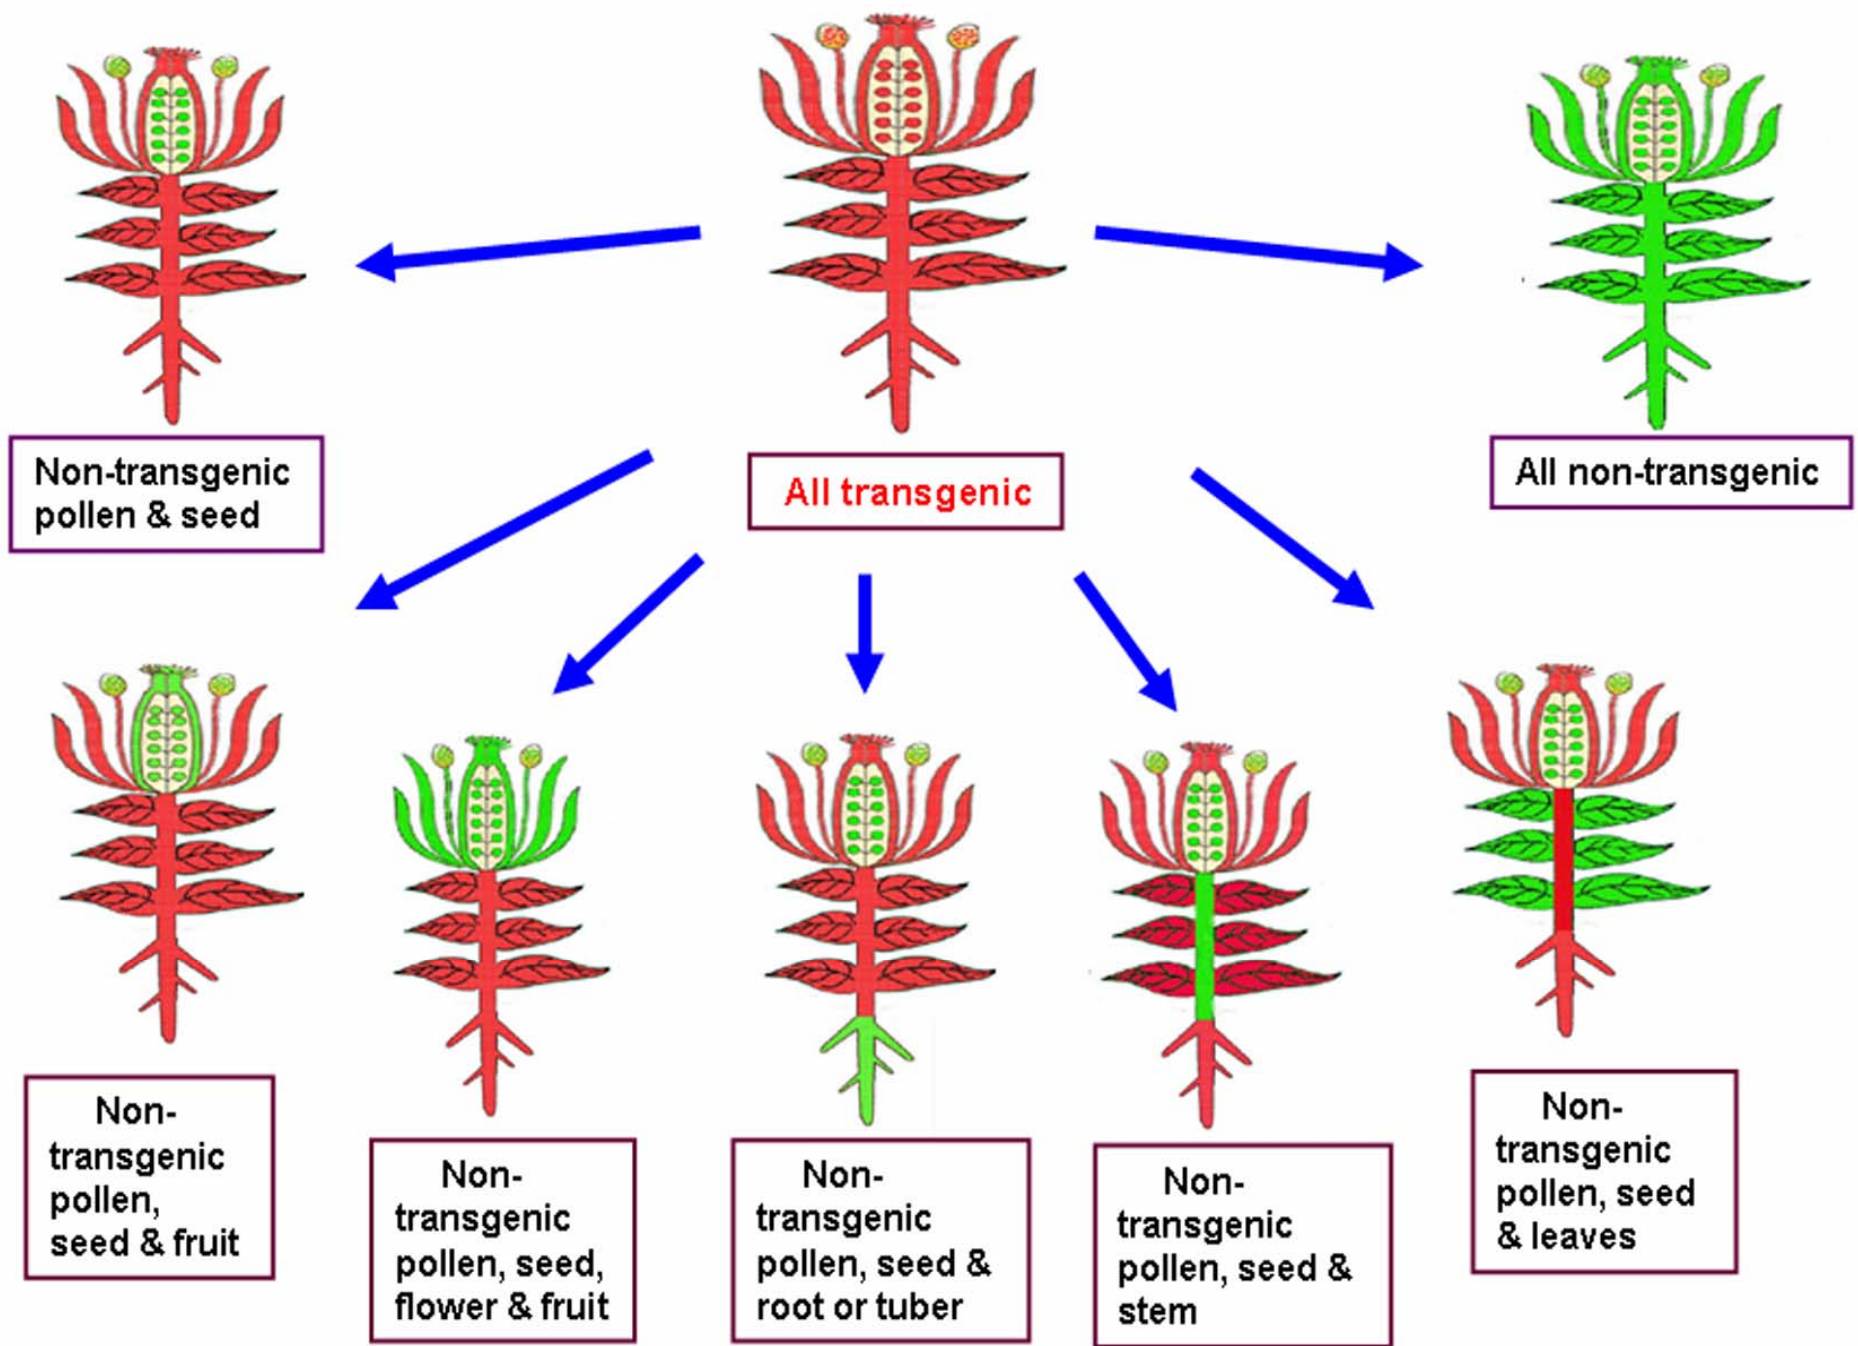 Non-transgenic
pollen & seed
All transgenic
All non-transgenic
Non-
transgenic
pollen,
seed & fruit
Non-
transgenic
pollen, seed,
flower & fruit
Non-
transgenic
pollen, seed &
root or tuber
Non-
transgenic
pollen, seed &
stem
Non-
transgenic
pollen, seed
& leaves